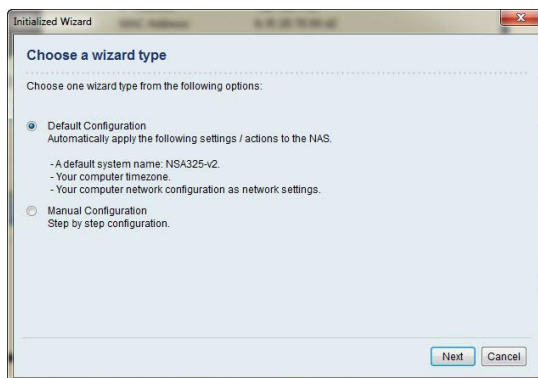 Initialized Wizard
Choose a wizard type
Choose one wizard type from the following options:
Default Configuration
Automatically apply the following settings / actions to the NAS.
- A default system name: NSA325-v2.
- Your computer timezone.
- Your computer network configuration as network settings.
Manual Configuration
Step by step configuration.
Next
Cancel